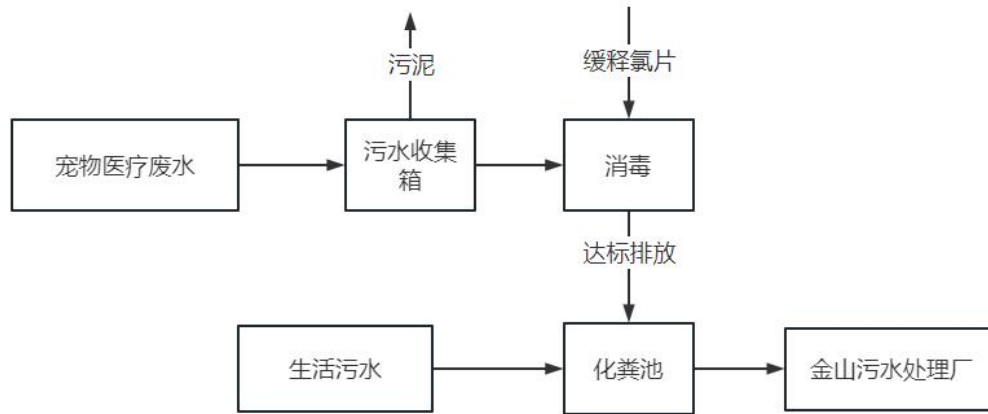 污泥
缓释氯片
宠物医疗废水
污水收集
箱
消毒
达标排放
生活污水
化粪池
金山污水处理厂